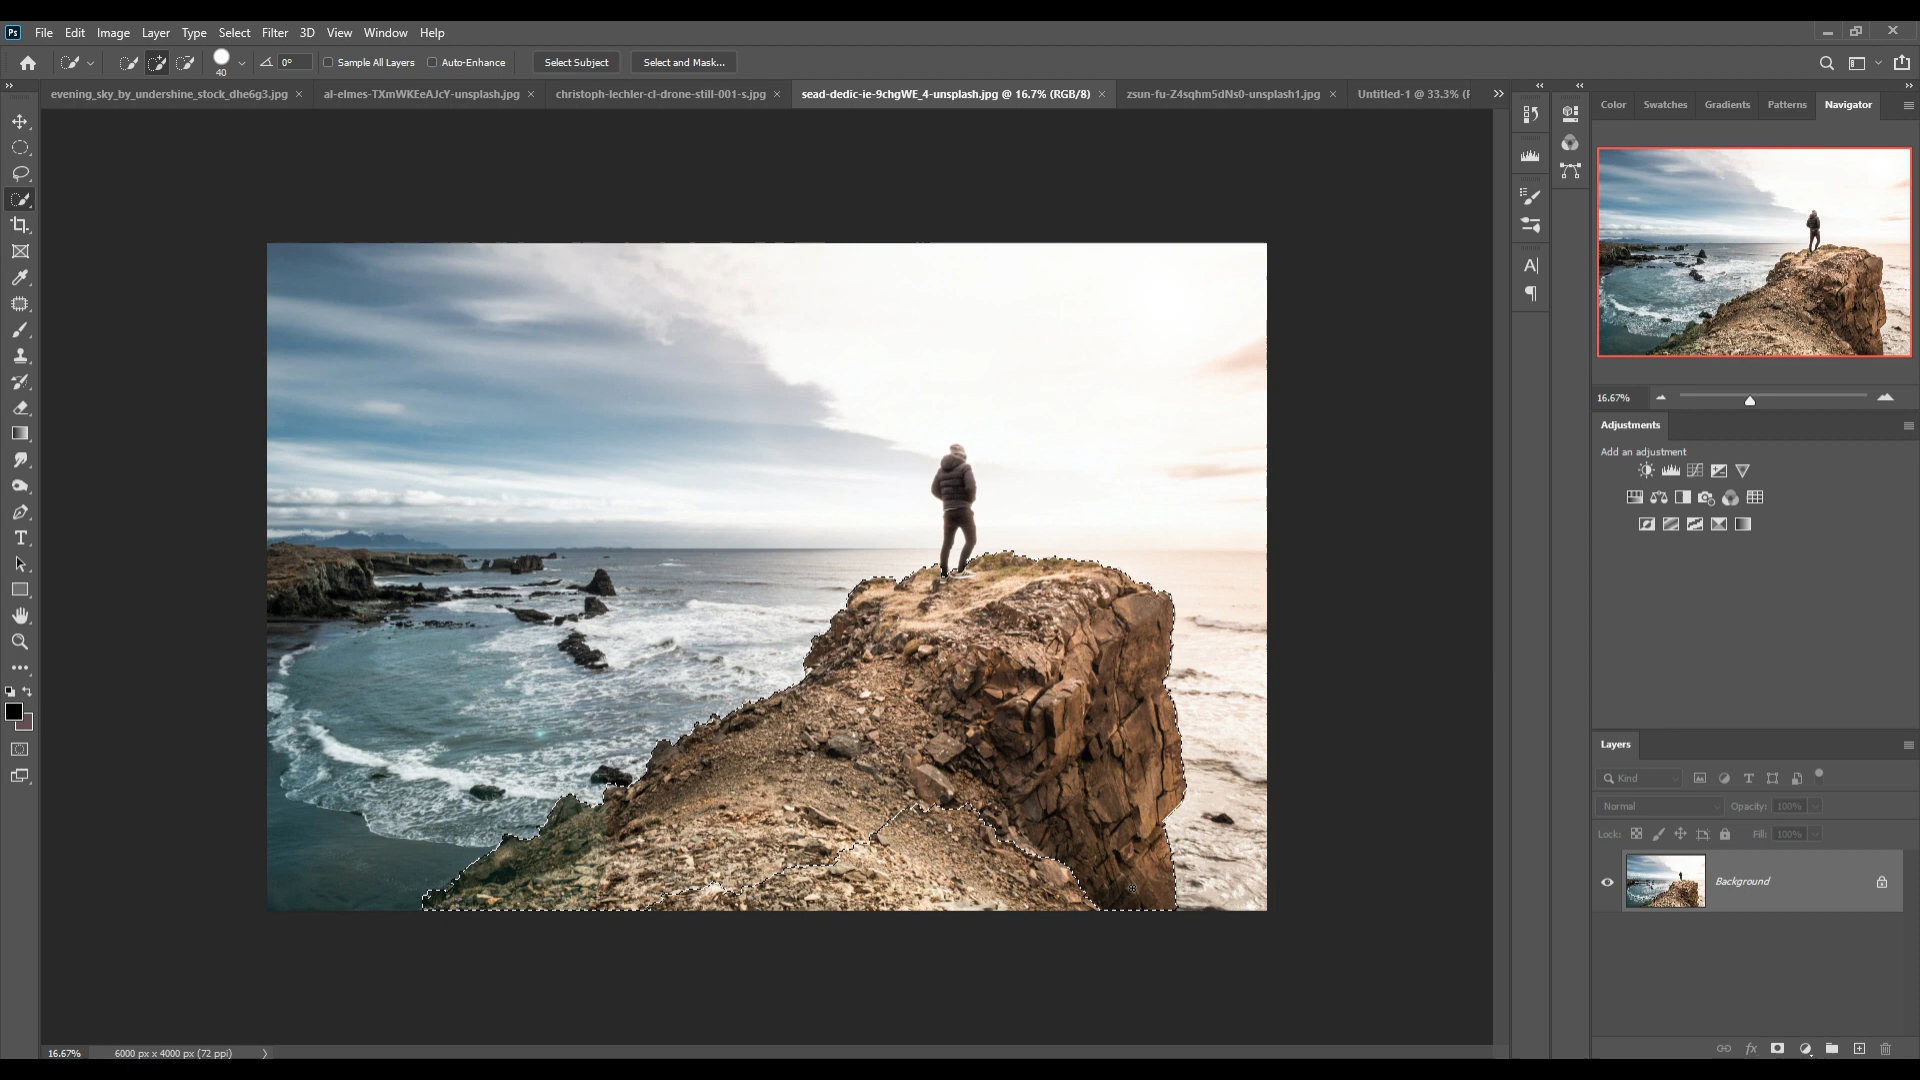 Ps File Edit Image Layer Type Select Filter 3D View Window Help
40 0° Sample All Layers Auto-Enhance Select Subject Select and Mask...
evening_sky_by_undershine_stock_dhe6g3.jpg al-elmes-TXmWKEeAJcY-unsplash.jpg christoph-lechler-cl-drone-still-001-s.jpg sead-dedic-ie-9chgWE_4-unsplash.jpg @ 16.7% (RGB/8) zsun-fu-Z4sqhm5dNs0-unsplash1.jpg Untitled-1 @ 33.3% (
Color Swatches Gradients Patterns Navigator
16.67%
Adjustments
Add an adjustment
Layers
Kind
Normal Opacity: 100%
Lock: Fill: 100%
Background
16.67% 6000 px x 4000 px (72 ppi)